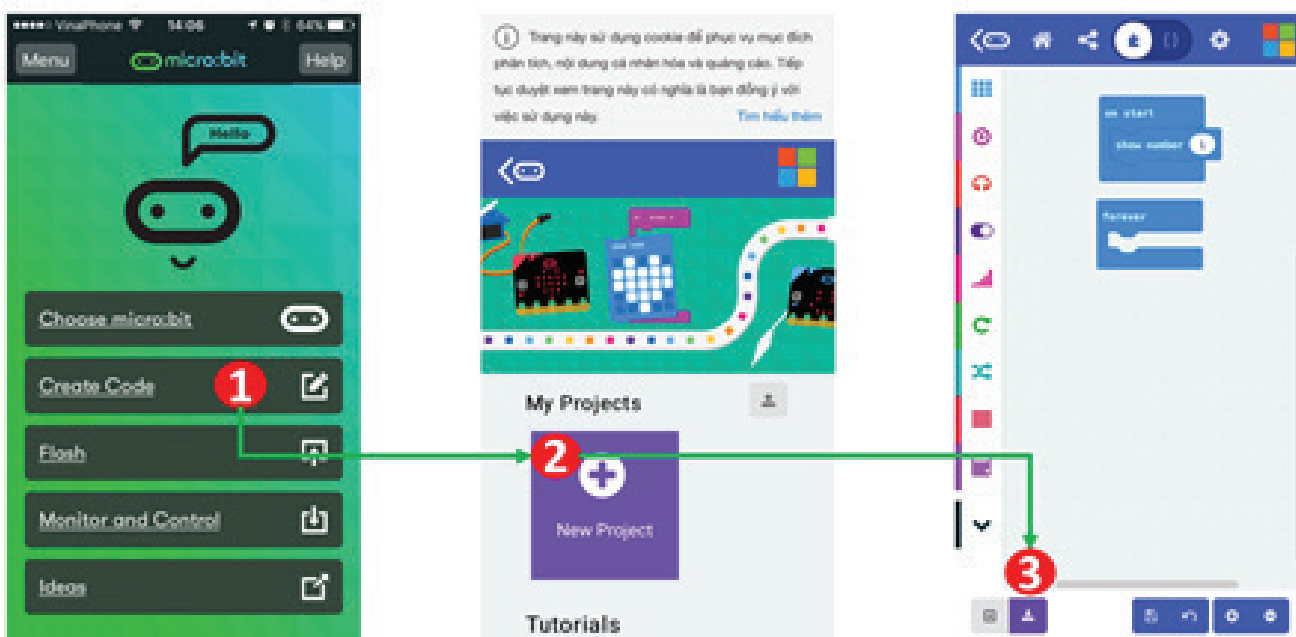 VinaPhone 14:06 64%
Menu micro:bit Help
Hello
Choose micro:bit
Create Code
1
Flash
Monitor and Control
Ideas
Trang này sử dụng cookie để phục vụ mục đích
phân tích, nội dung cá nhân hóa và quảng cáo. Tiếp
tục duyệt xem trang này có nghĩa là bạn đồng ý với
việc sử dụng này. Tìm hiểu thêm
My Projects
2
New Project
Tutorials
on start
show number
forever
3